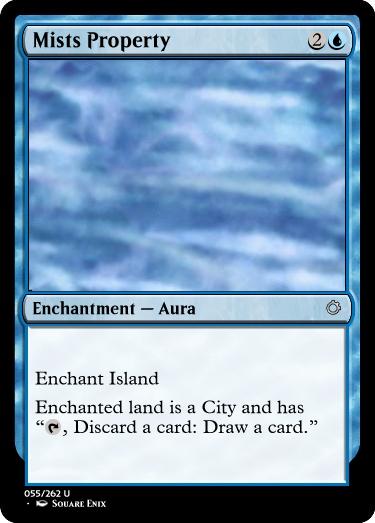 Mists Property 2
Enchantment — Aura
Enchant Island
Enchanted land is a City and has
“, Discard a card: Draw a card.”
055/262 U
· Square Enix